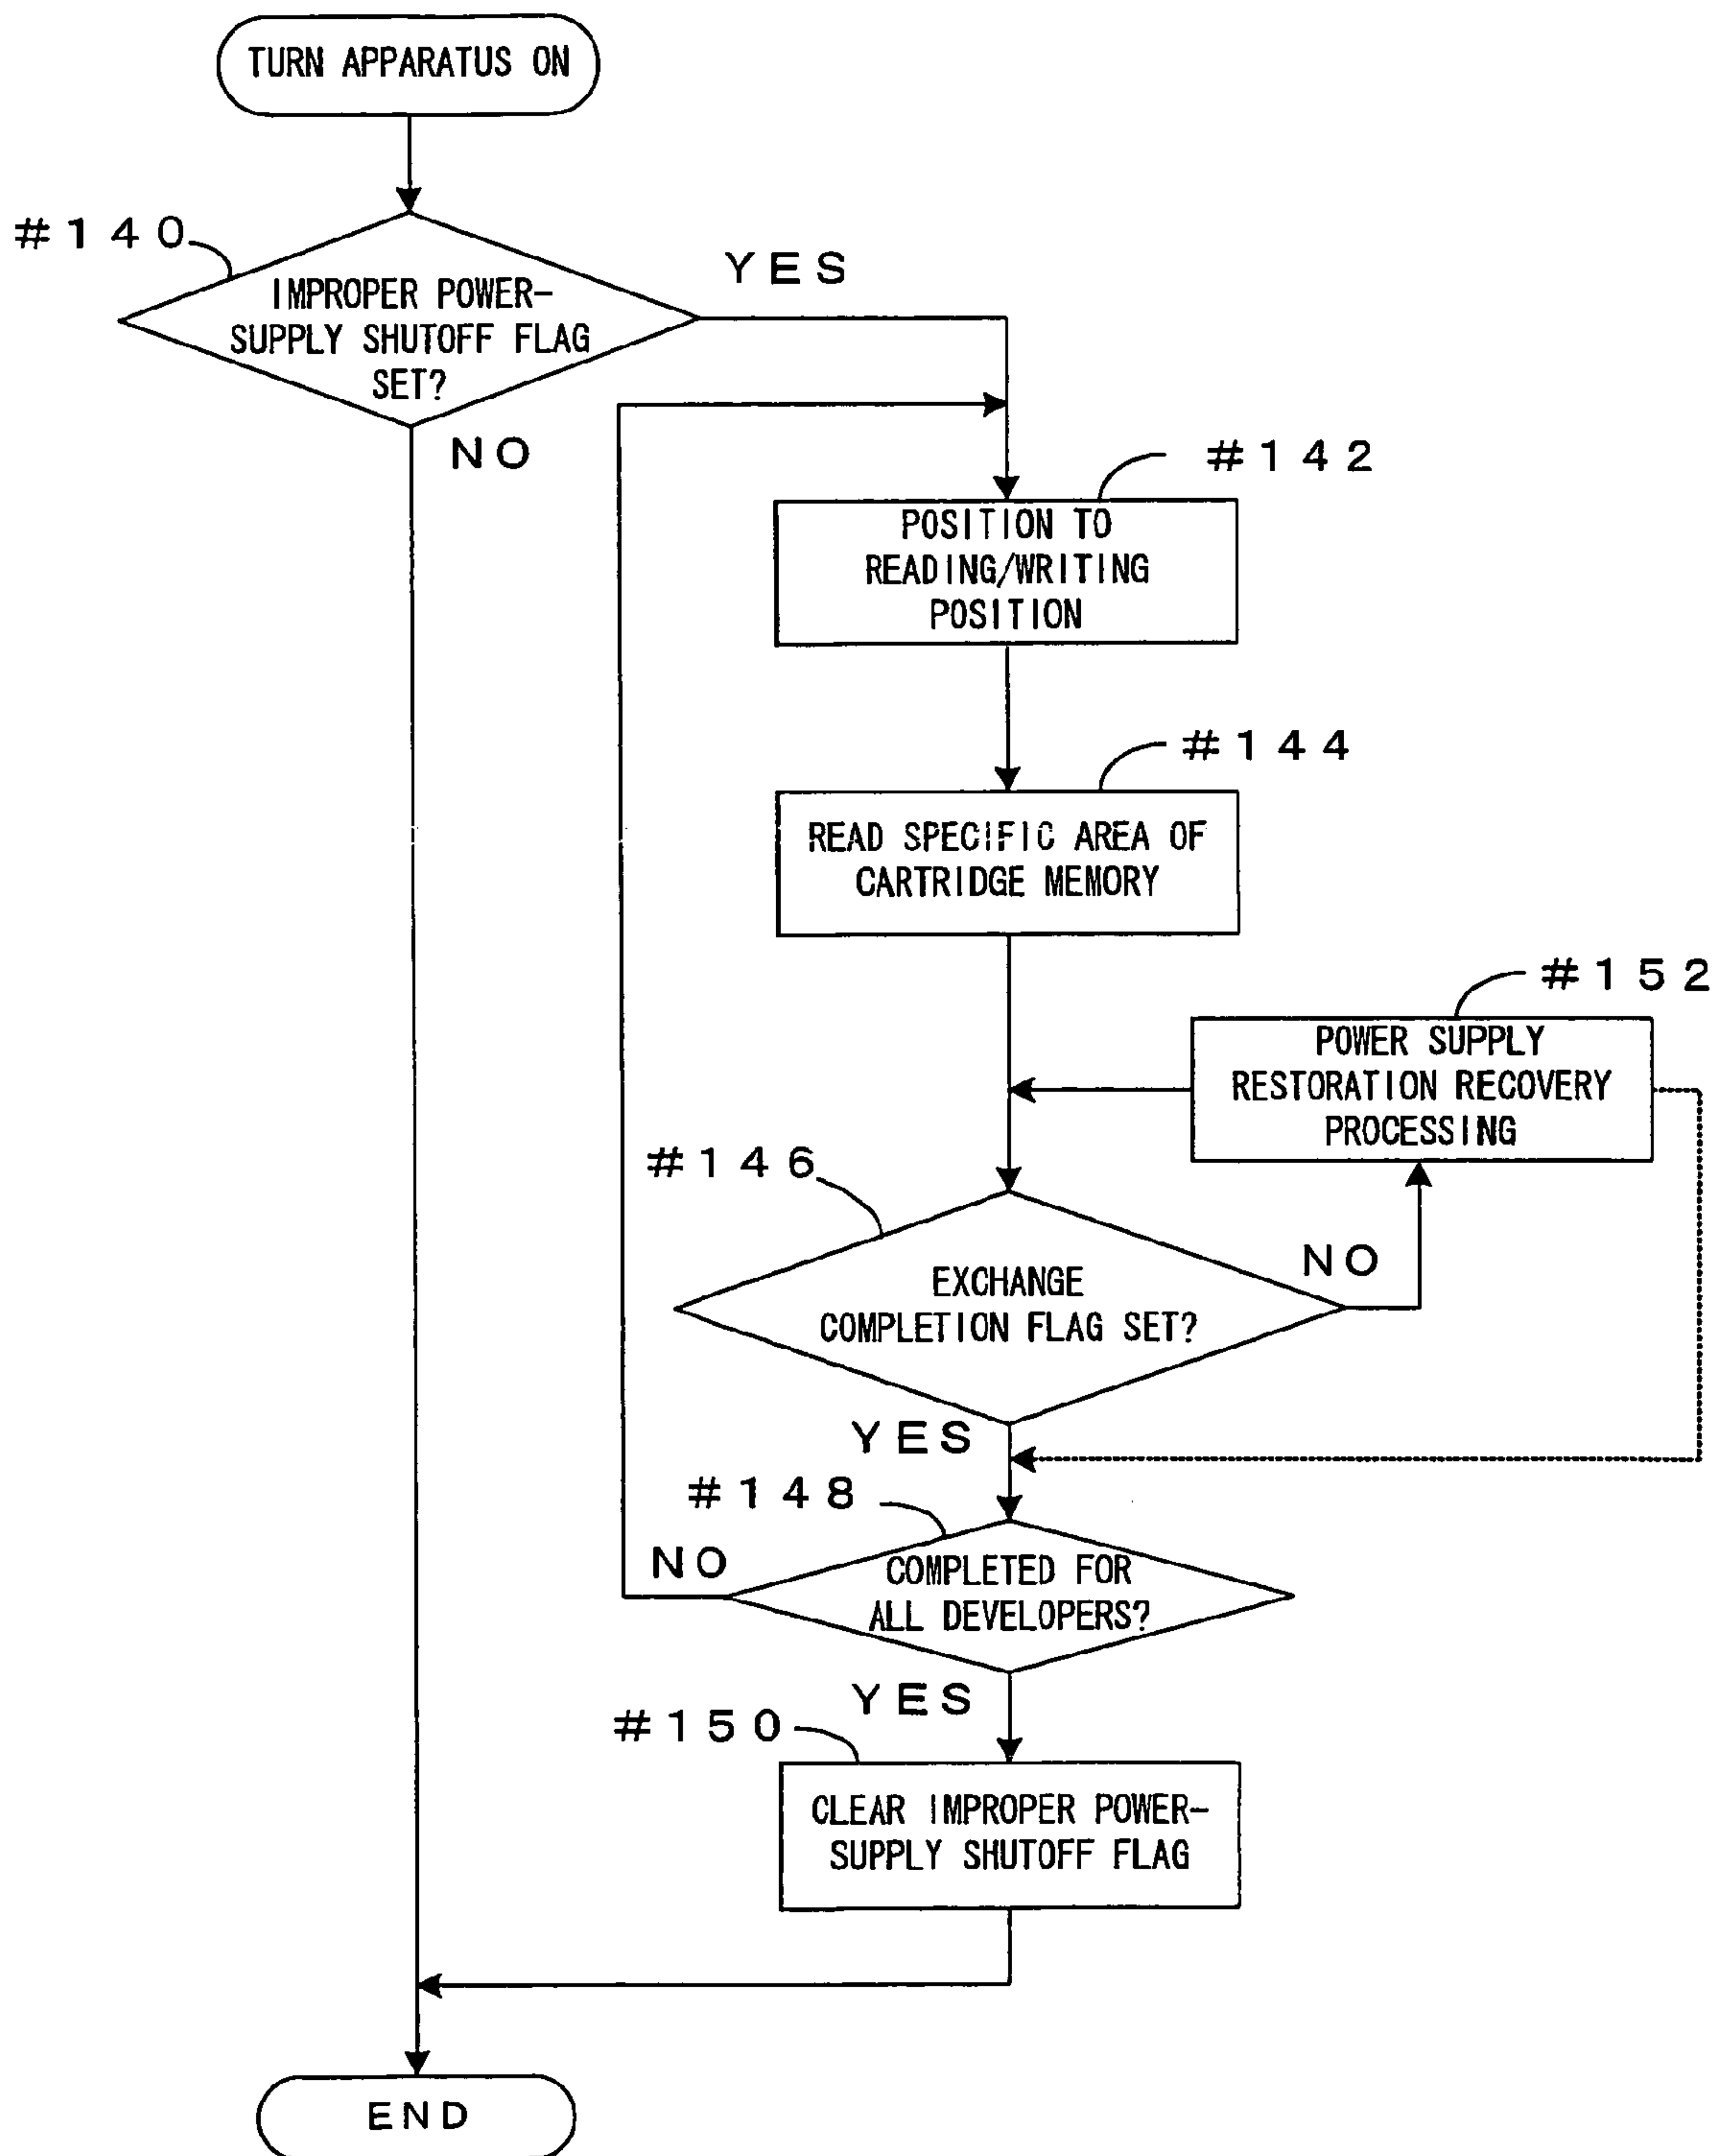 TURN APPARATUS ON
#140
YES
IMPROPER POWER-
SUPPLY SHUTOFF FLAG
SET?
NO
#142
POSITION TO
READING/WRITING
POSITION
#144
READ SPECIFIC AREA OF
CARTRIDGE MEMORY
#152
POWER SUPPLY
RESTORATION RECOVERY
PROCESSING
#146
NO
EXCHANGE
COMPLETION FLAG SET?
YES
#148
NO
COMPLETED FOR
ALL DEVELOPERS?
YES
#150
CLEAR IMPROPER POWER-
SUPPLY SHUTOFF FLAG
END